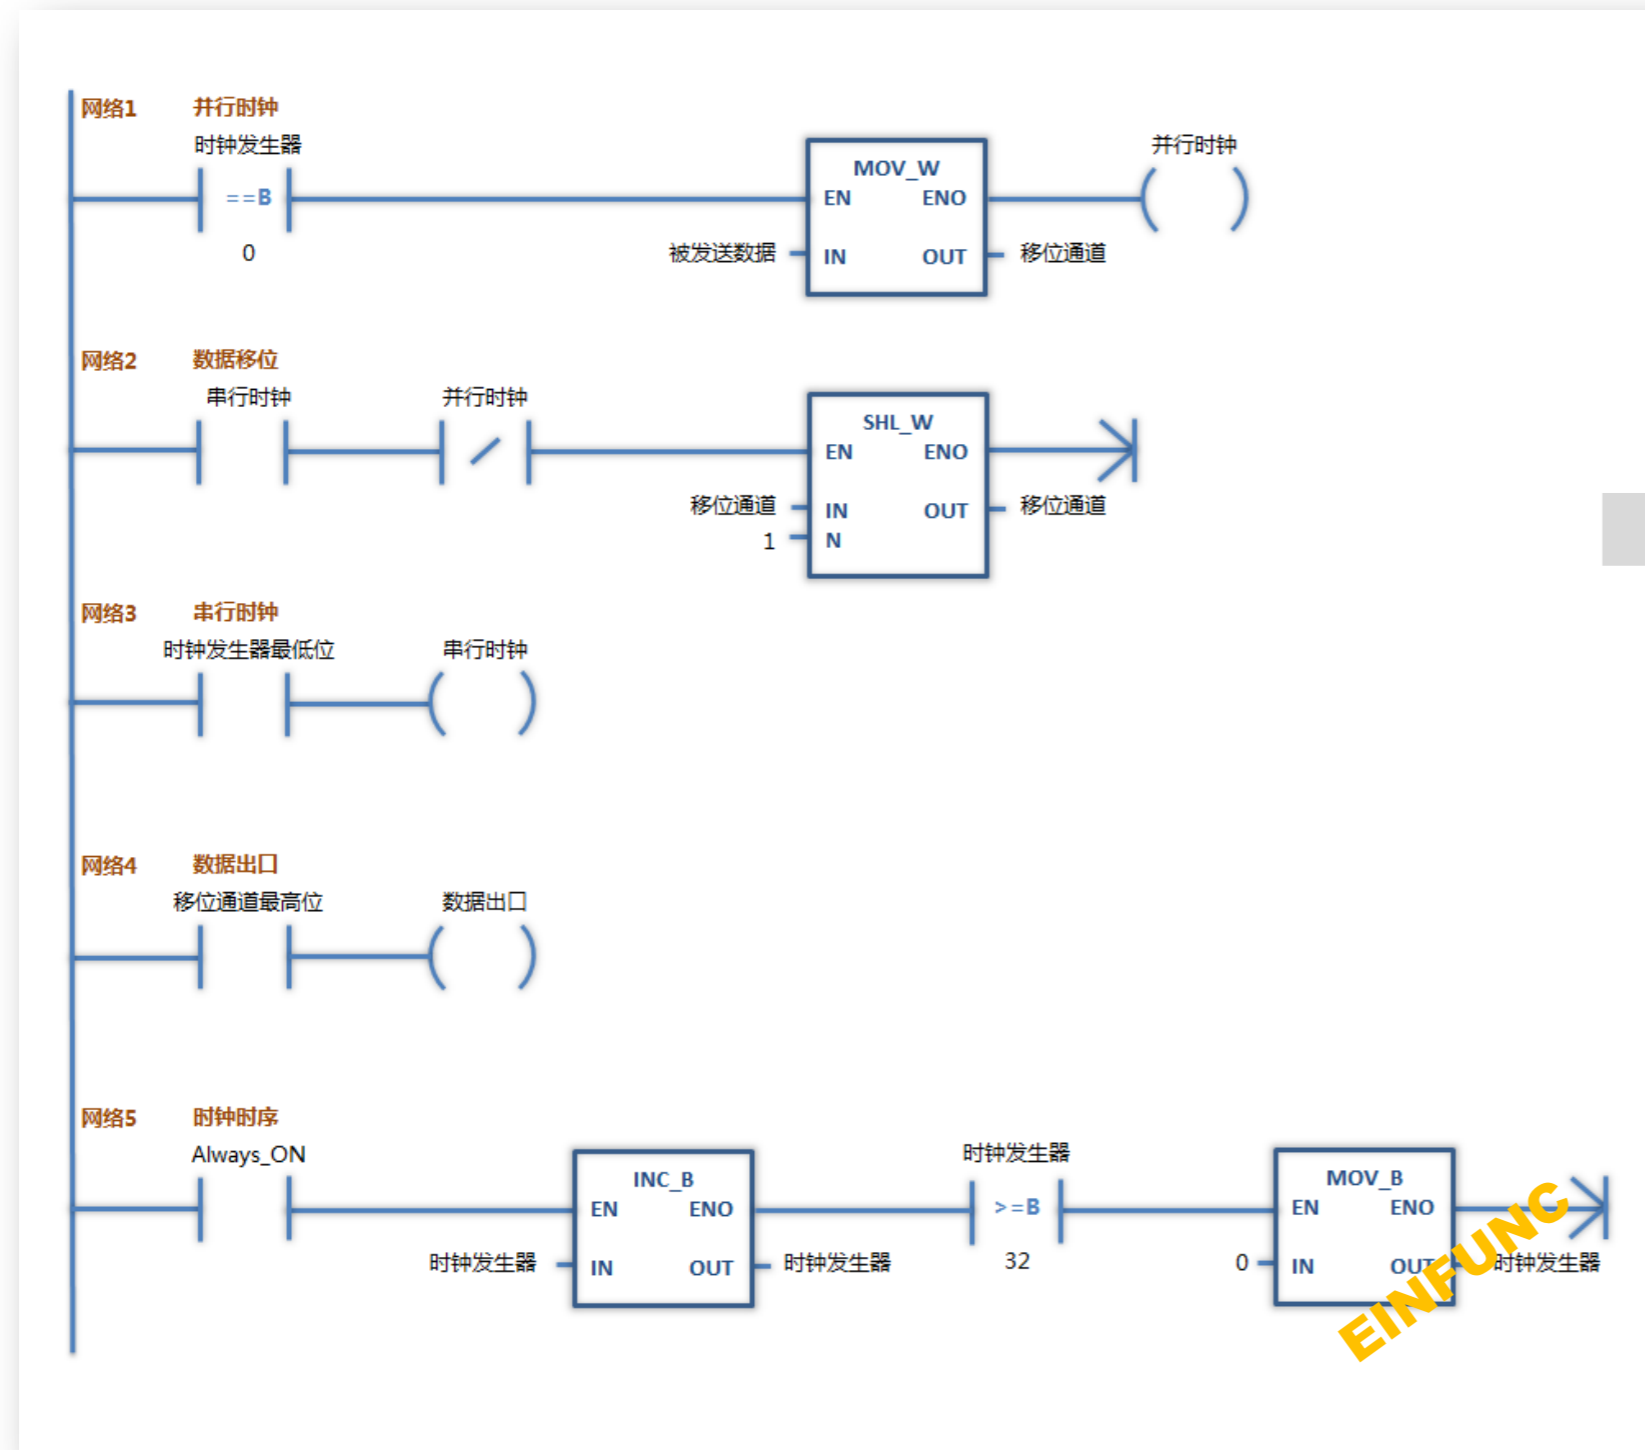 网络1 并行时钟
时钟发生器
==B
0
MOV_W
EN ENO
被发送数据 IN OUT 移位通道
并行时钟
网络2 数据移位
串行时钟 并行时钟
SHL_W
EN ENO
移位通道 IN OUT 移位通道
1 N
网络3 串行时钟
时钟发生器最低位 串行时钟
网络4 数据出口
移位通道最高位 数据出口
网络5 时钟时序
Always_ON
INC_B
EN ENO
时钟发生器 IN OUT 时钟发生器
时钟发生器
>=B
32
MOV_B
EN ENO
0 IN OUT 时钟发生器
EINFUNC